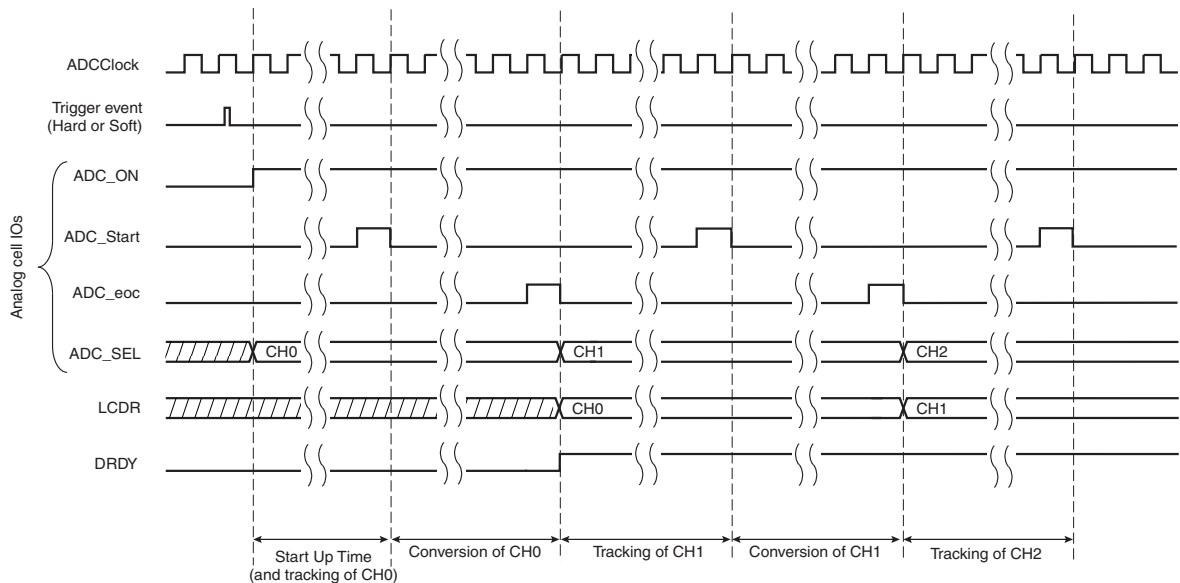 ADCClock
Trigger event
(Hard or Soft)
Analog cell IOs
ADC_ON
ADC_Start
ADC_eoc
ADC_SEL
CH0
CH1
CH2
LCDR
CH0
CH1
DRDY
Start Up Time
(and tracking of CH0)
Conversion of CH0
Tracking of CH1
Conversion of CH1
Tracking of CH2